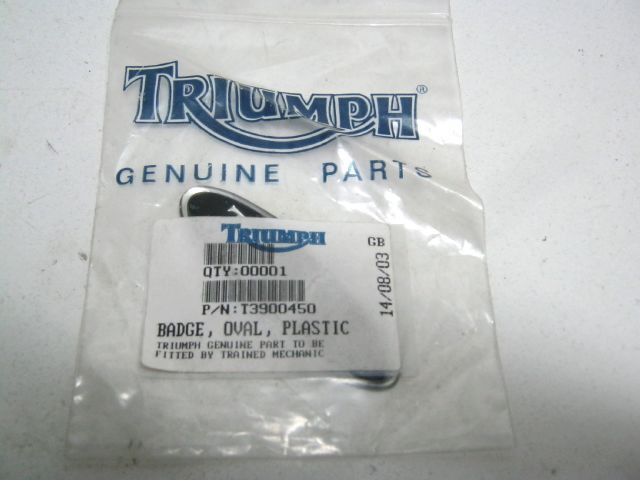 TRIUMPH®
GENUINE PARTS
TRIUMPH
GB
QTY:00001
14/08/03
P/N:T3900450
BADGE, OVAL, PLASTIC
TRIUMPH GENUINE PART TO BE
FITTED BY TRAINED MECHANIC